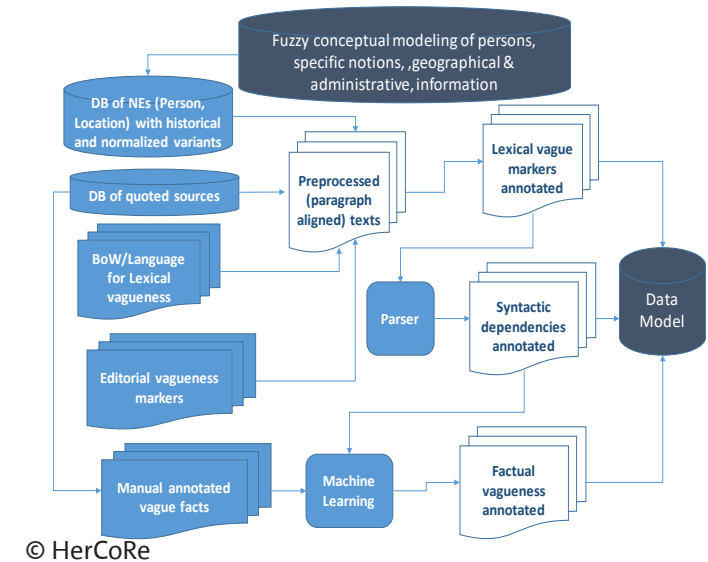 Fuzzy conceptual modeling of persons,
specific notions, ,geographical &
administrative, information
DB of NEs (Person,
Location) with historical
and normalized variants
DB of quoted sources
BoW/Language
for Lexical
vagueness
Editorial vagueness
markers
Manual annotated
vague facts
Preprocessed
(paragraph
aligned) texts
Lexical vague
markers
annotated
Parser
Syntactic
dependencies
annotated
Data
Model
Machine
Learning
Factual
vagueness
annotated
© HerCoRe